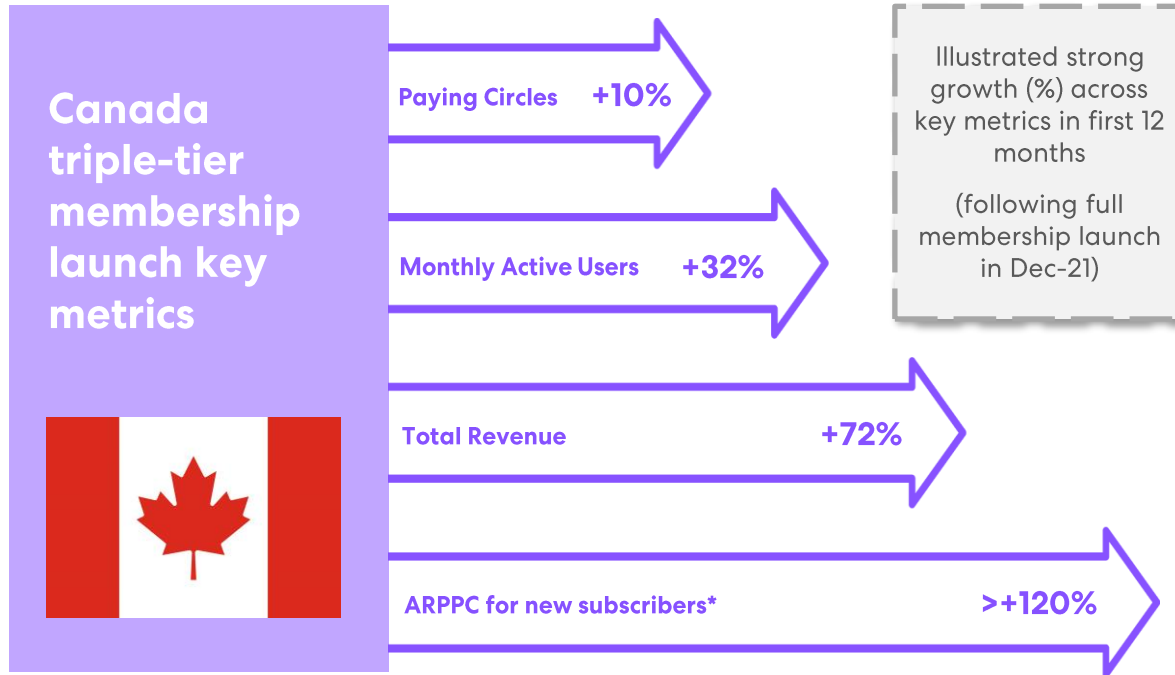 Canada
triple-tier
membership
launch key
metrics
Paying Circles +10%
Monthly Active Users +32%
Total Revenue +72%
ARPPC for new subscribers* >+120%
Illustrated strong
growth (%) across
key metrics in first 12
months
(following full
membership launch
in Dec-21)